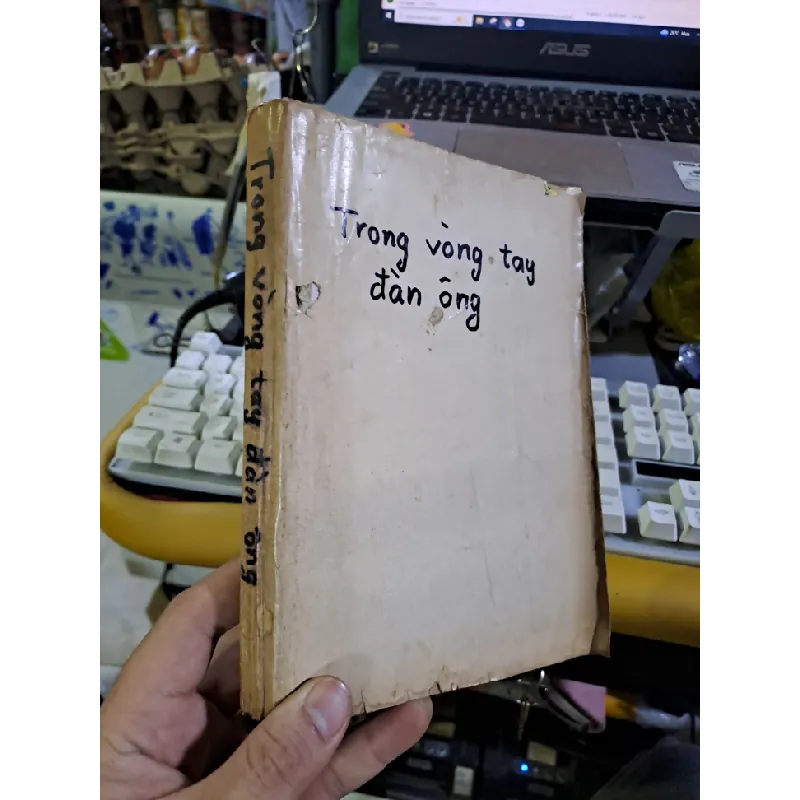 Trong vòng tay
đàn ông
Trong vòng tay đàn ông
ASUS